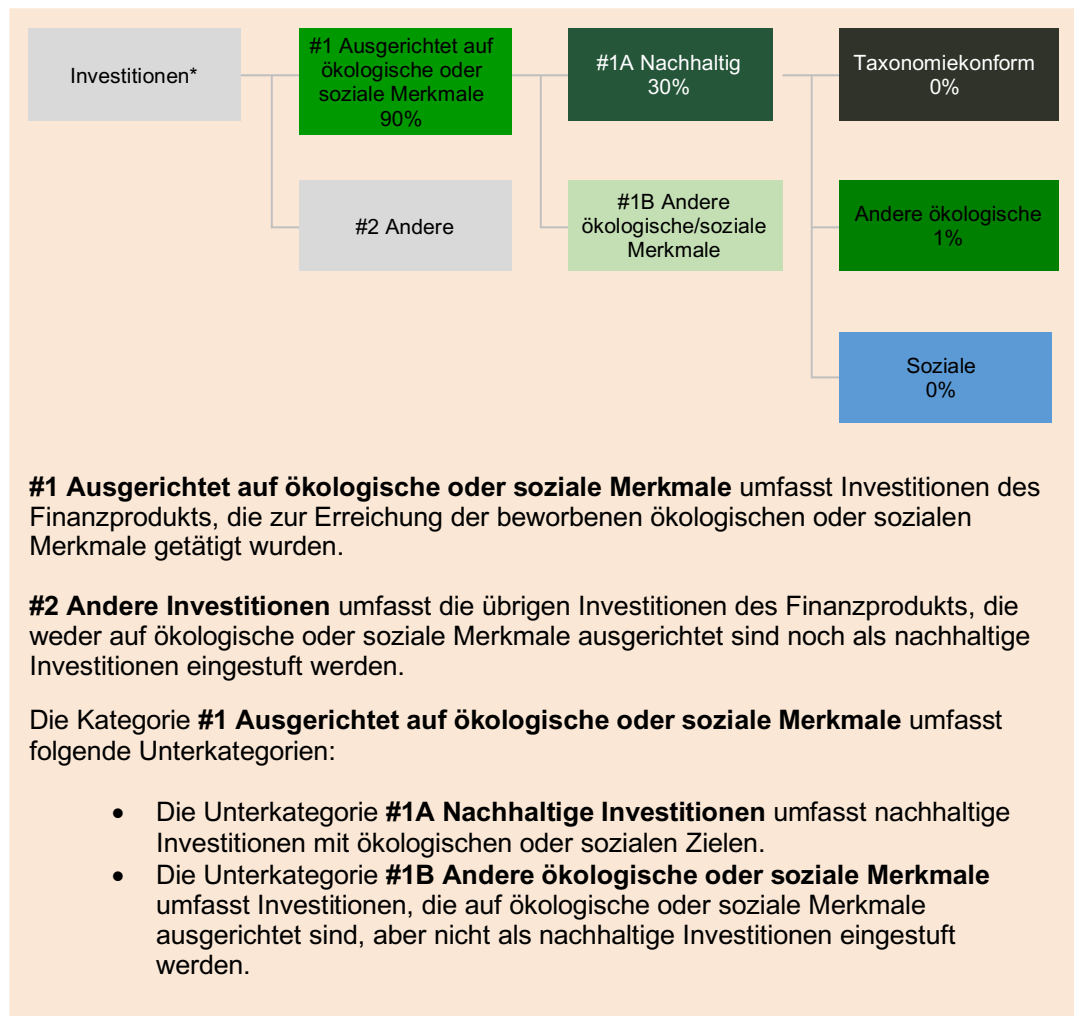 Investitionen*
#1 Ausgerichtet auf
ökologische oder
soziale Merkmale
90%
#1A Nachhaltig
30%
Taxonomiekonform
0%
#2 Andere
#1B Andere
ökologische/soziale
Merkmale
Andere ökologische
1%
Soziale
0%
#1 Ausgerichtet auf ökologische oder soziale Merkmale umfasst Investitionen des
Finanzprodukts, die zur Erreichung der beworbenen ökologischen oder sozialen
Merkmale getätigt wurden.
#2 Andere Investitionen umfasst die übrigen Investitionen des Finanzprodukts, die
weder auf ökologische oder soziale Merkmale ausgerichtet sind noch als nachhaltige
Investitionen eingestuft werden.
Die Kategorie #1 Ausgerichtet auf ökologische oder soziale Merkmale umfasst
folgende Unterkategorien:
• Die Unterkategorie #1A Nachhaltige Investitionen umfasst nachhaltige
Investitionen mit ökologischen oder sozialen Zielen.
• Die Unterkategorie #1B Andere ökologische oder soziale Merkmale
umfasst Investitionen, die auf ökologische oder soziale Merkmale
ausgerichtet sind, aber nicht als nachhaltige Investitionen eingestuft
werden.